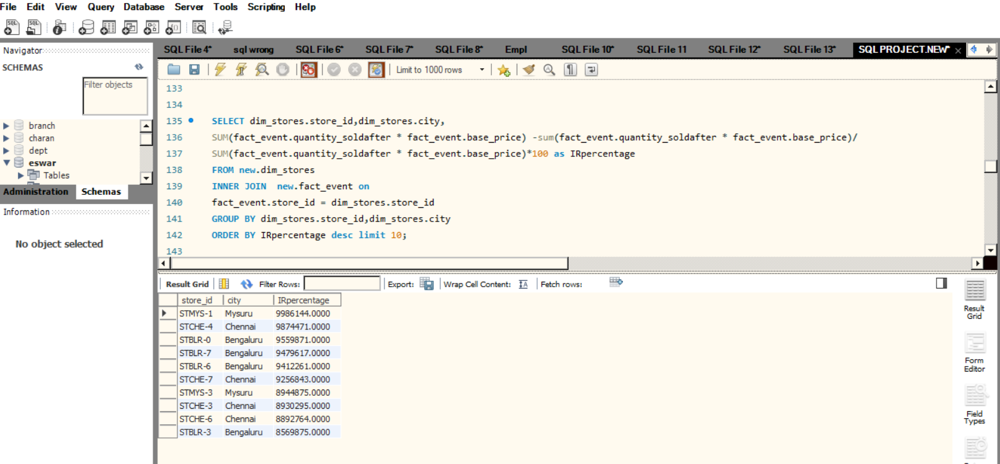 File Edit View Query Database Server Tools Scripting Help
SQL SQL
Navigator
SQL File 4* sql wrong SQL File 6* SQL File 7* SQL File 8* Empl SQL File 10* SQL File 11 SQL File 12* SQL File 13* SQL PROJECT.NEW*
SCHEMAS
Limit to 1000 rows
Filter objects
branch
charan
dept
eswar
Tables
Administration Schemas
Information
No object selected
133
134
135 SELECT dim_stores.store_id,dim_stores.city,
136 SUM(fact_event.quantity_soldafter * fact_event.base_price) -sum(fact_event.quantity_soldafter * fact_event.base_price)/
137 SUM(fact_event.quantity_soldafter * fact_event.base_price)*100 as IRpercentage
138 FROM new.dim_stores
139 INNER JOIN  new.fact_event on
140 fact_event.store_id = dim_stores.store_id
141 GROUP BY dim_stores.store_id,dim_stores.city
142 ORDER BY IRpercentage desc limit 10;
143
Result Grid Filter Rows: Export: Wrap Cell Content: Fetch rows:
store_id city IRpercentage
STMYS-1 Mysuru 9986144.0000
STCHE-4 Chennai 9874471.0000
STBLR-0 Bengaluru 9559871.0000
STBLR-7 Bengaluru 9479617.0000
STBLR-6 Bengaluru 9412261.0000
STCHE-7 Chennai 9256843.0000
STMYS-3 Mysuru 8944875.0000
STCHE-3 Chennai 8930295.0000
STCHE-6 Chennai 8892764.0000
STBLR-3 Bengaluru 8569875.0000
Result
Grid
Form
Editor
Field
Types